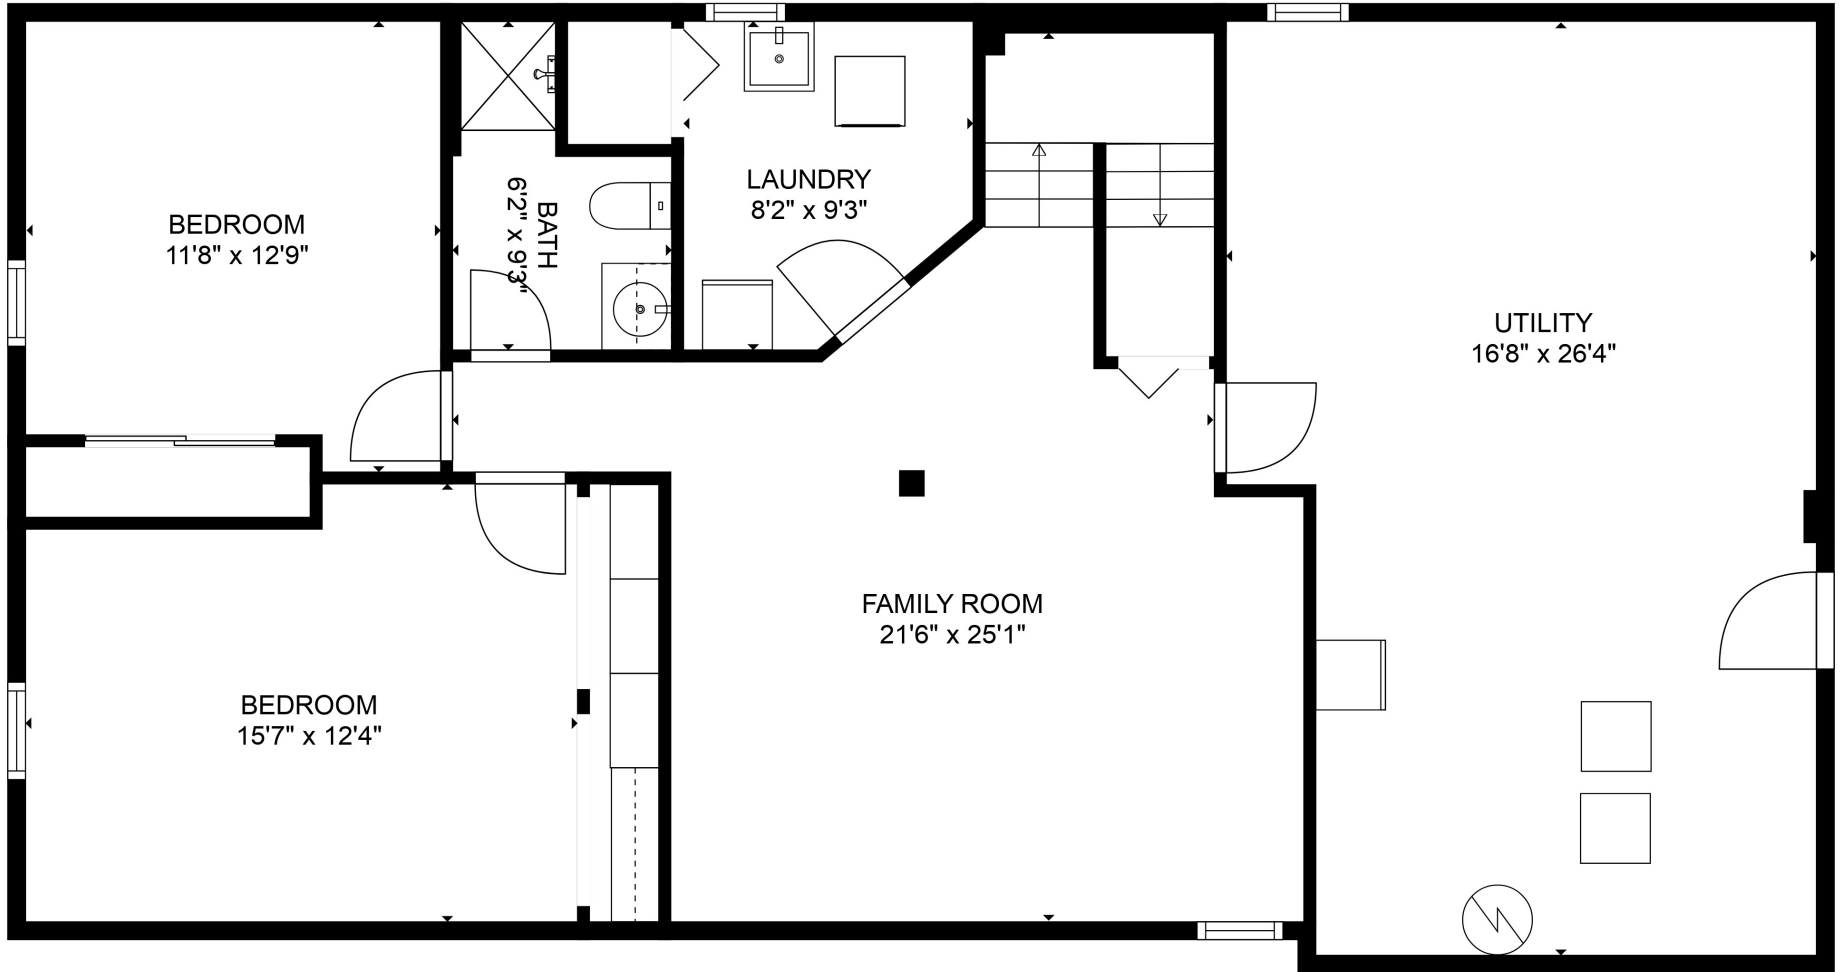 BEDROOM
11'8" x 12'9"
BATH
6'2" x 9'3"
LAUNDRY
8'2" x 9'3"
UTILITY
16'8" x 26'4"
FAMILY ROOM
21'6" x 25'1"
BEDROOM
15'7" x 12'4"